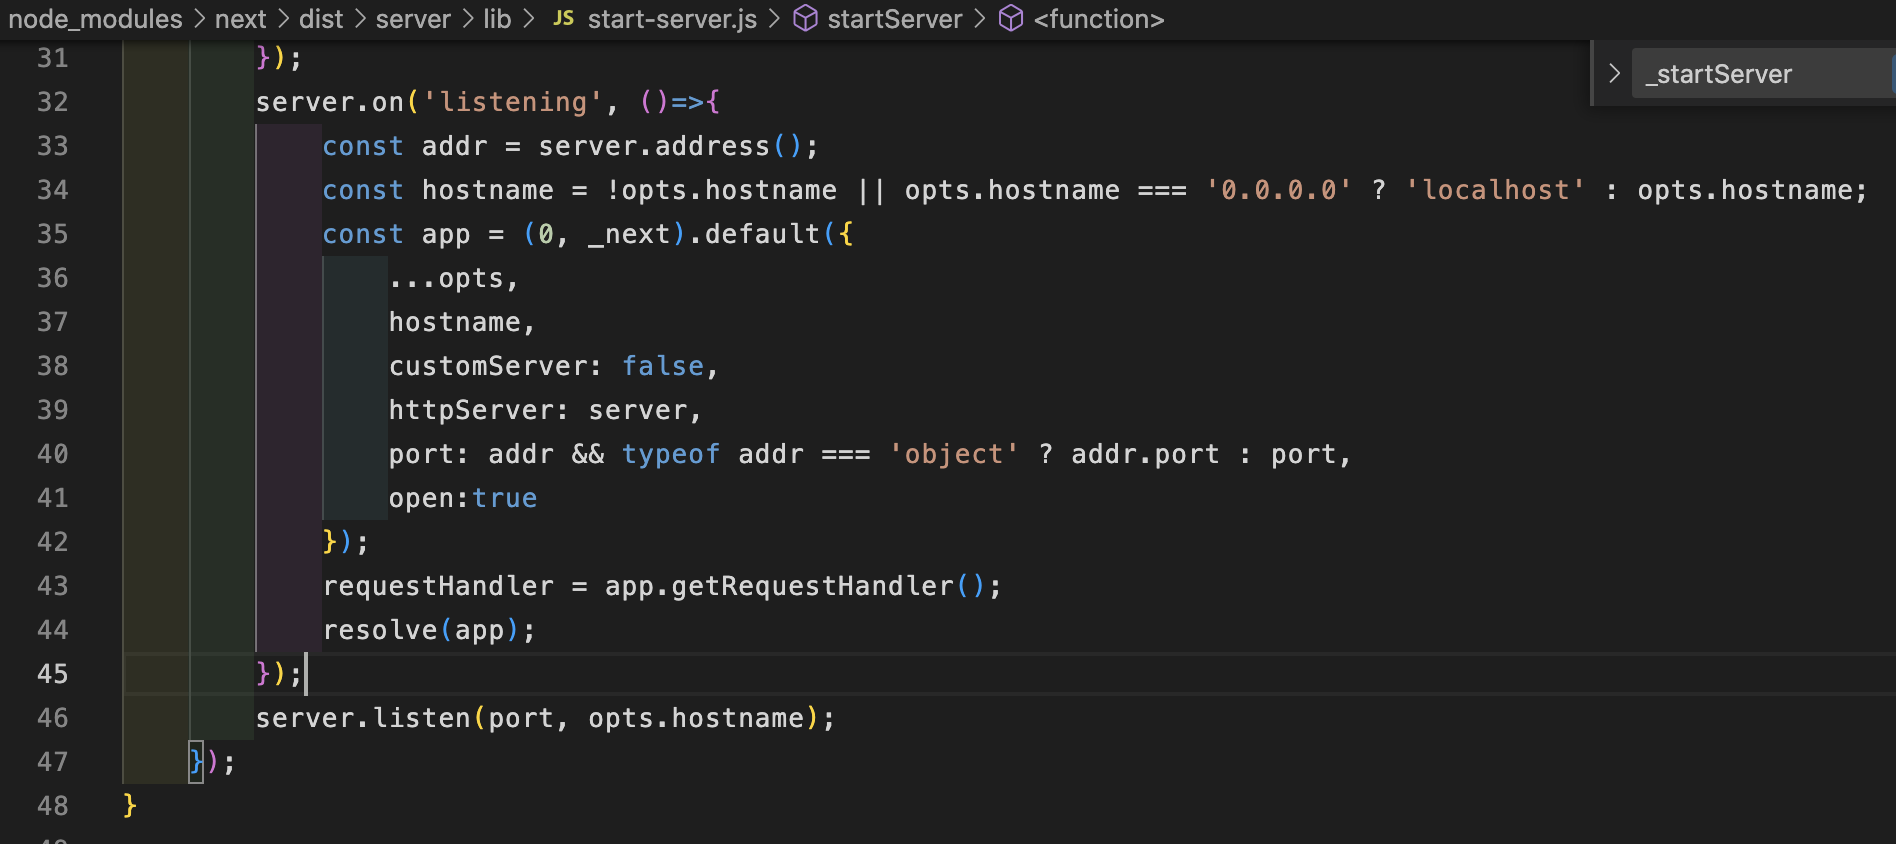 node_modules > next > dist > server > lib > JS start-server.js > startServer > <function>
> _startServer
31 });
32 server.on('listening', ()=>{
33 const addr = server.address();
34 const hostname = !opts.hostname || opts.hostname === '0.0.0.0' ? 'localhost' : opts.hostname;
35 const app = (0, _next).default({
36 ...opts,
37 hostname,
38 customServer: false,
39 httpServer: server,
40 port: addr && typeof addr === 'object' ? addr.port : port,
41 open:true
42 });
43 requestHandler = app.getRequestHandler();
44 resolve(app);
45 });
46 server.listen(port, opts.hostname);
47 });
48 }